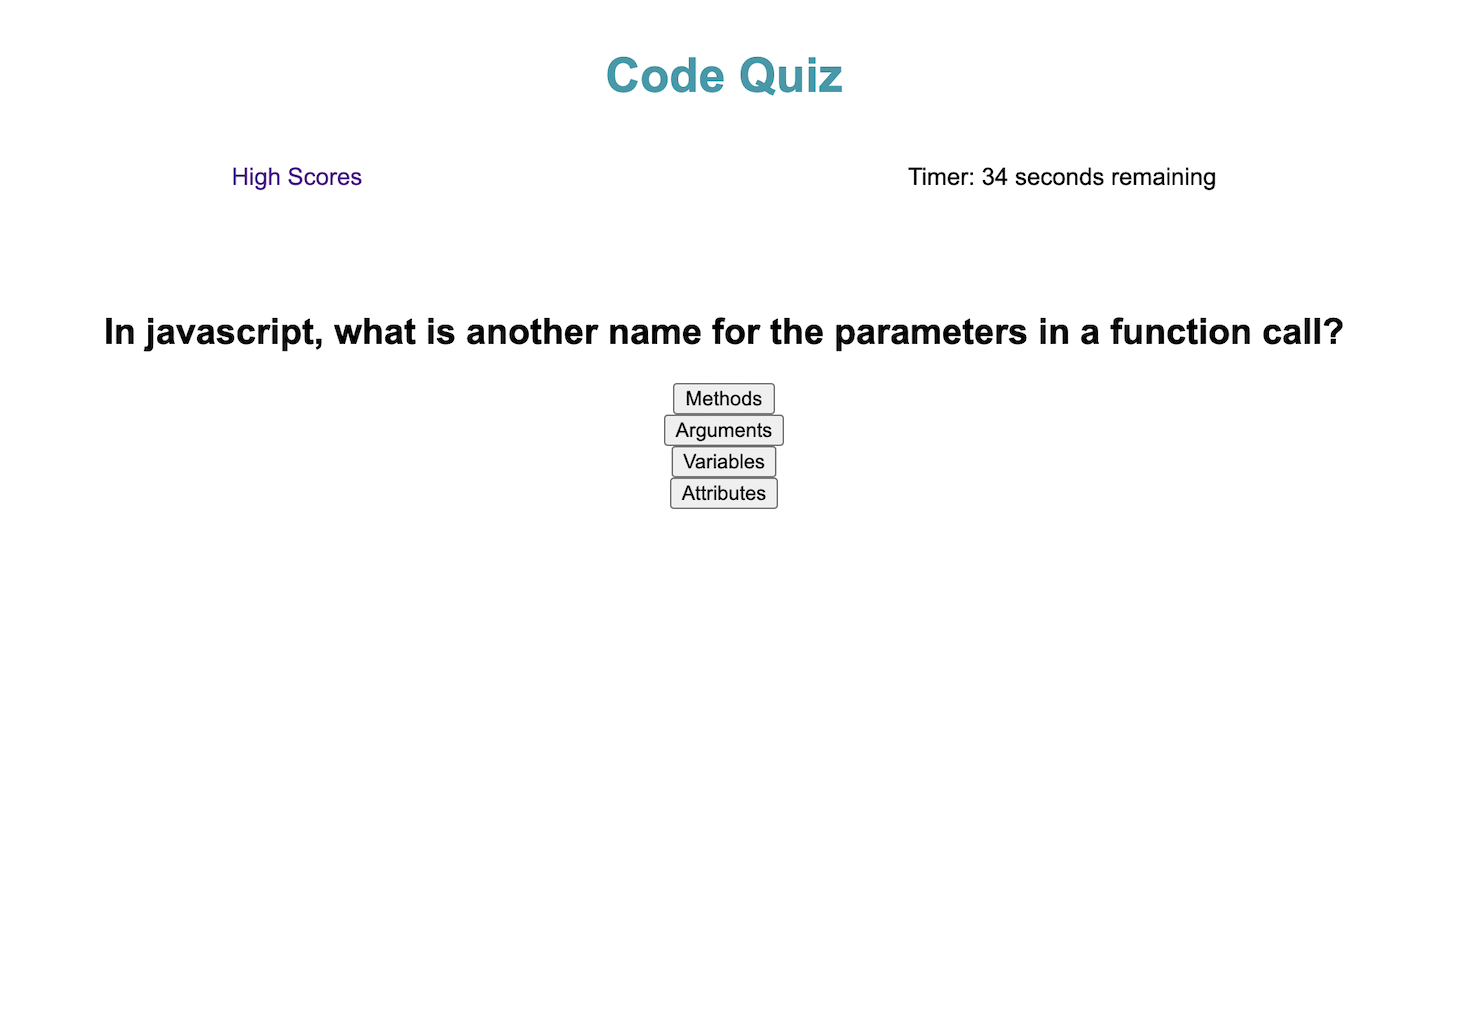 Code Quiz
High Scores
Timer: 34 seconds remaining
In javascript, what is another name for the parameters in a function call?
Methods
Arguments
Variables
Attributes